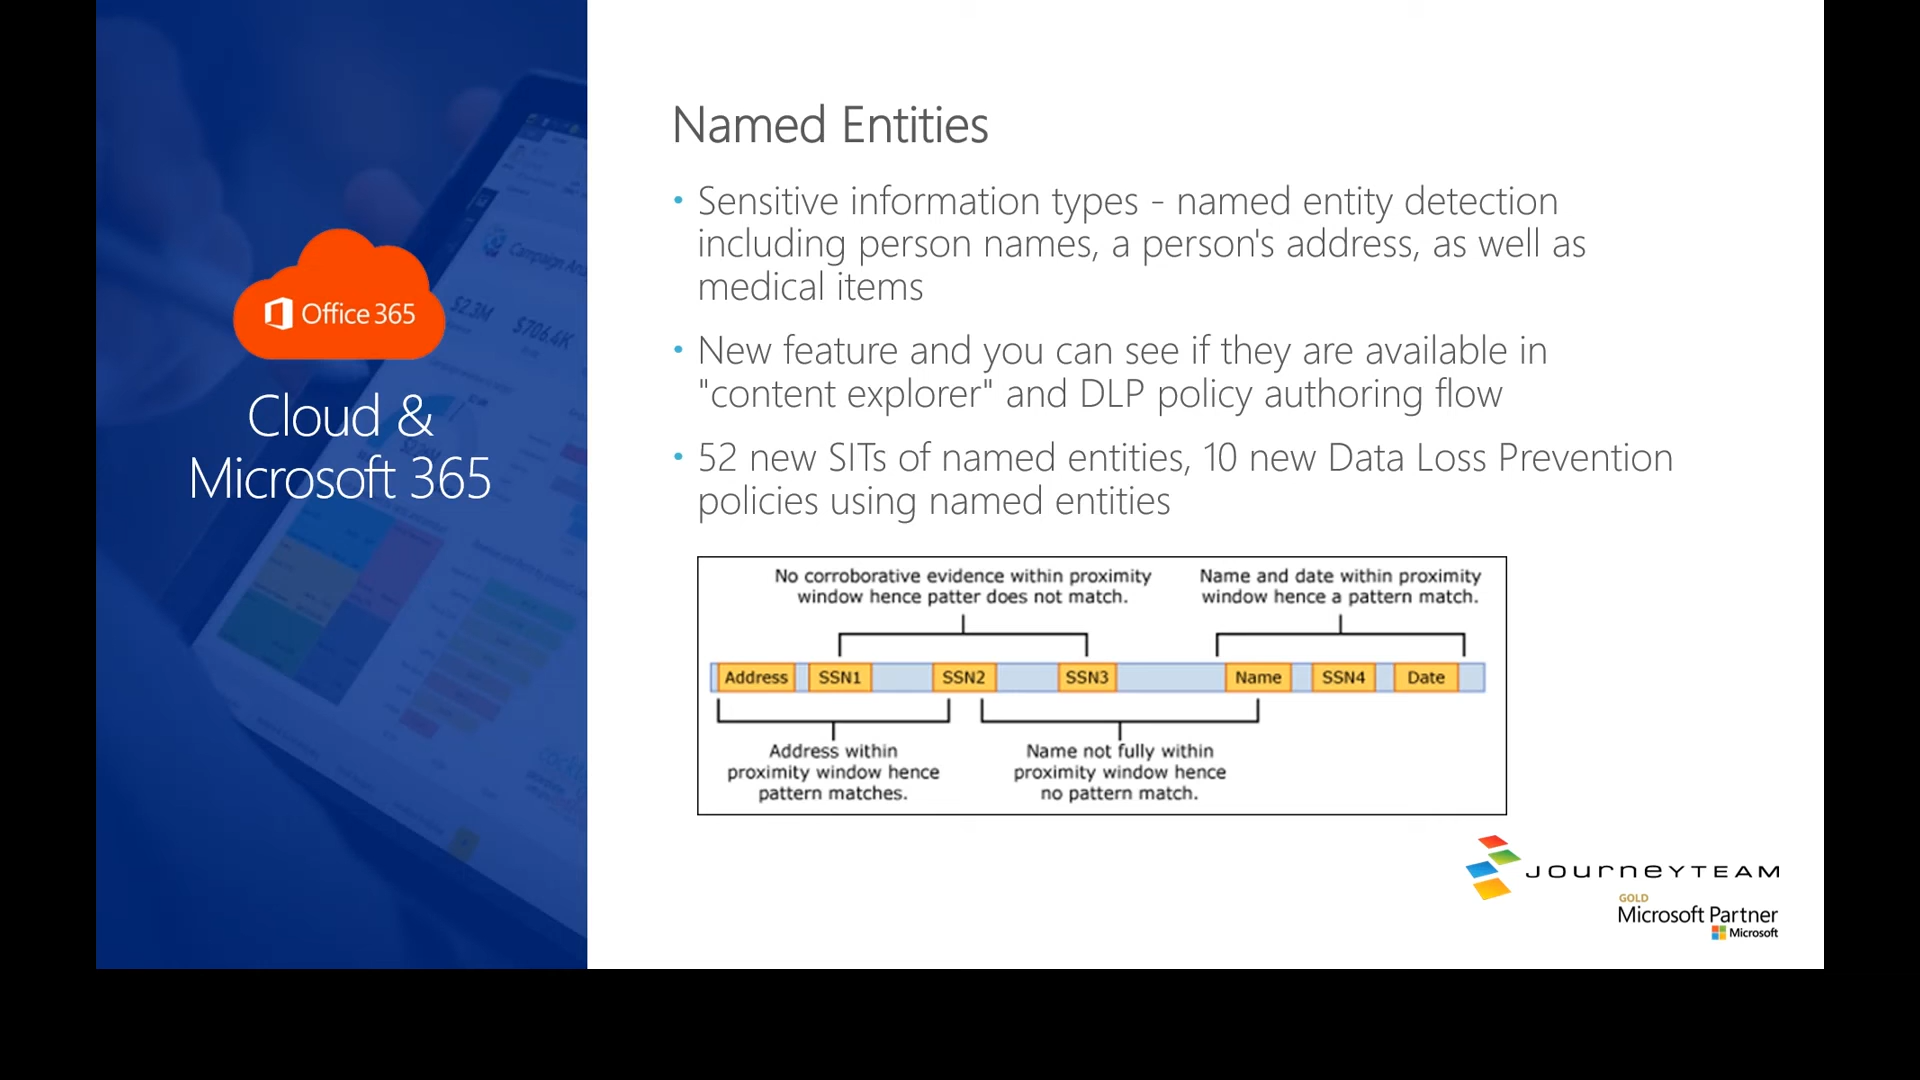 Office 365
Cloud &
Microsoft 365
Named Entities
• Sensitive information types - named entity detection
including person names, a person's address, as well as
medical items
• New feature and you can see if they are available in
"content explorer" and DLP policy authoring flow
• 52 new SITs of named entities, 10 new Data Loss Prevention
policies using named entities
No corroborative evidence within proximity
window hence patter does not match.
Name and date within proximity
window hence a pattern match.
Address SSN1 SSN2 SSN3 Name SSN4 Date
Address within
proximity window hence
pattern matches.
Name not fully within
proximity window hence
no pattern match.
JOURNEYTEAM
GOLD
Microsoft Partner
Microsoft
$2.3M
$706.4K